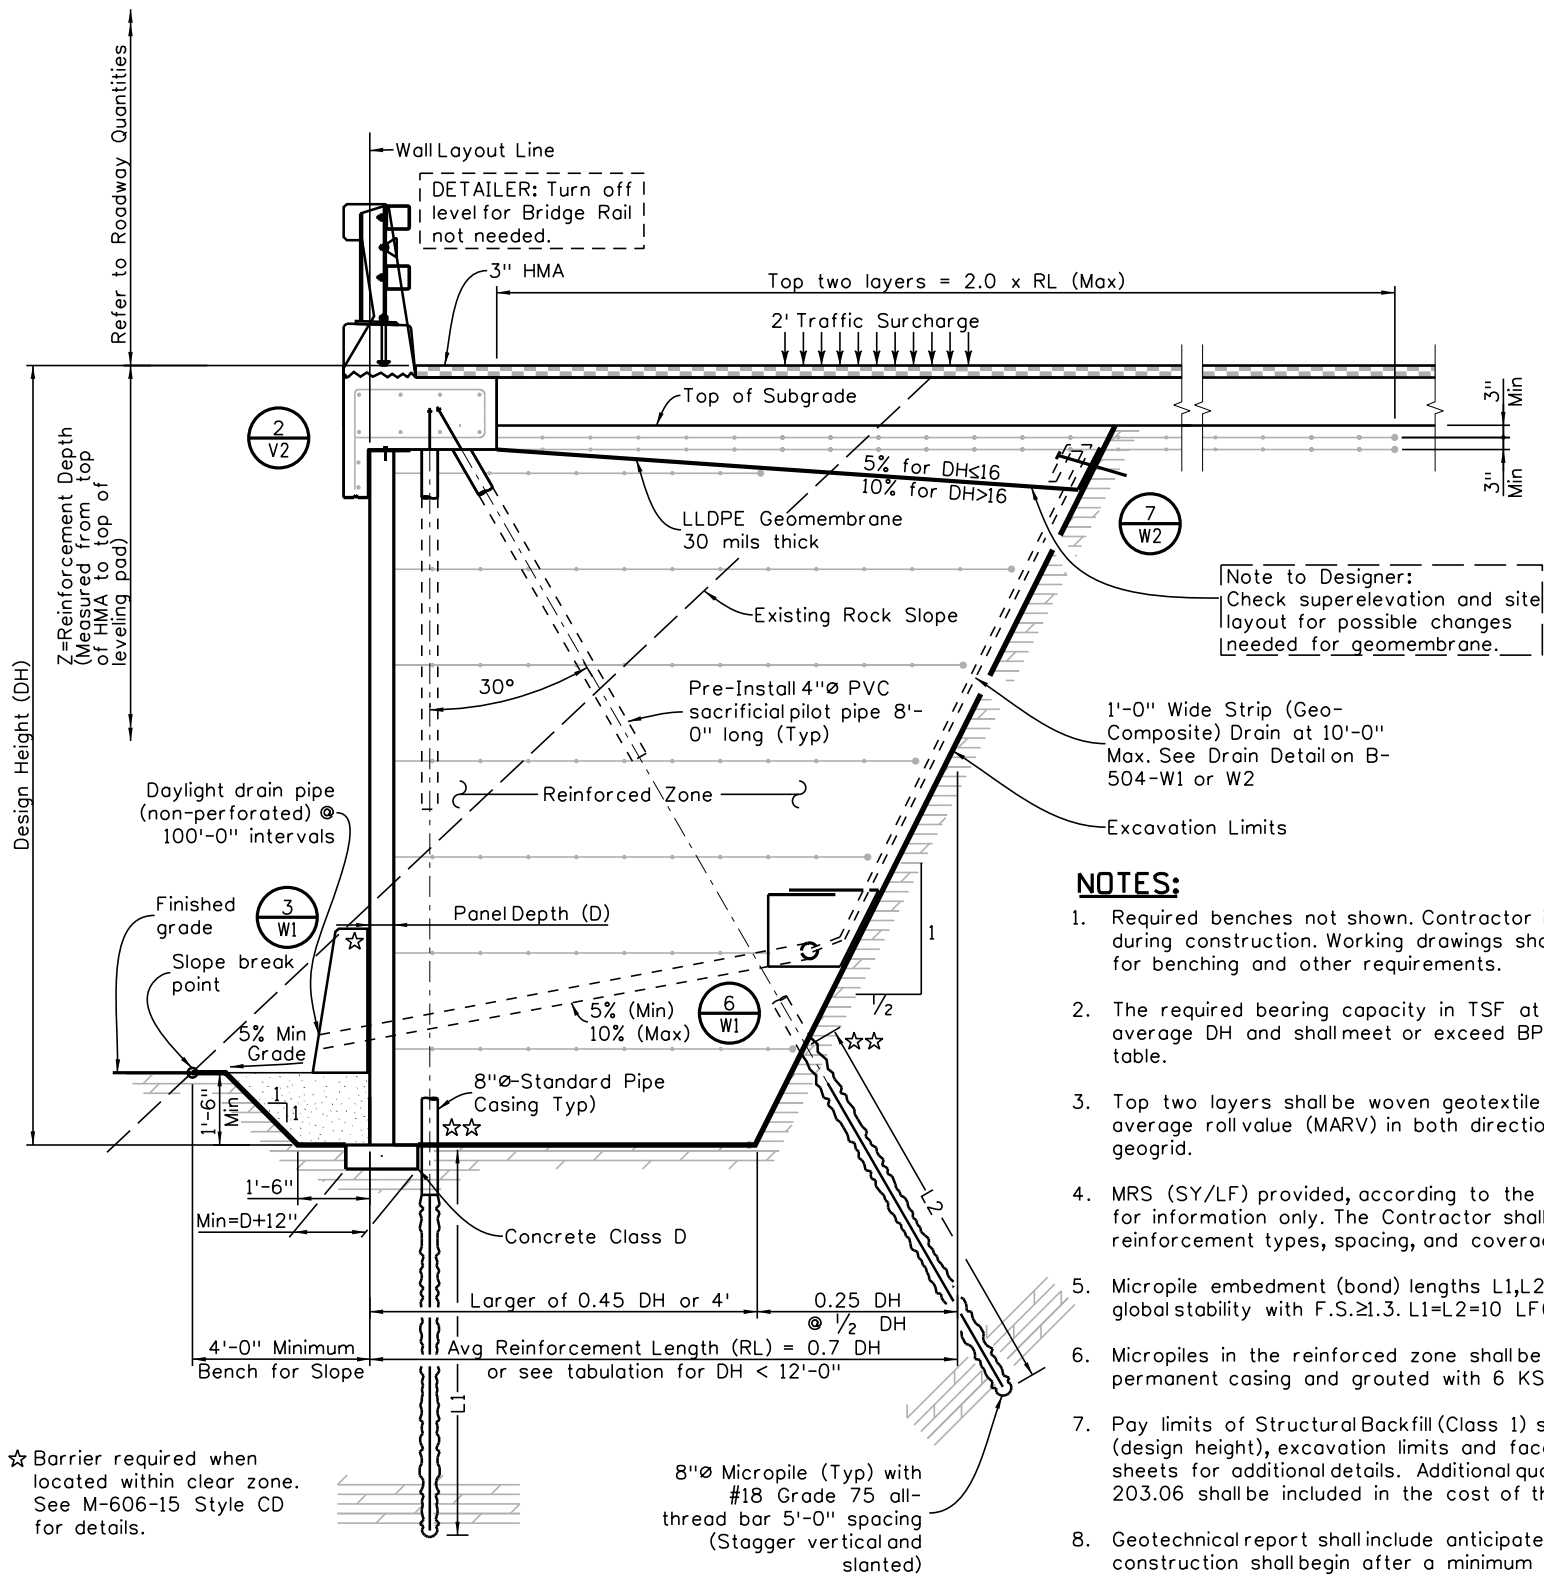 Refer to Roadway Quantities
Wall Layout Line
DETAILER: Turn off
level for Bridge Rail
not needed.
3" HMA
Top two layers = 2.0 x RL (Max)
2' Traffic Surcharge
Top of Subgrade
3"
Min
3"
Min
2
V2
5% for DH≤16
10% for DH>16
LLDPE Geomembrane
30 mils thick
7
W2
Z=Reinforcement Depth
(Measured from top
of HMA to top of
leveling pad)
Note to Designer:
Check superelevation and site
layout for possible changes
needed for geomembrane.
Existing Rock Slope
Design Height (DH)
30°
Pre-Install 4"Ø PVC
sacrificial pilot pipe 8'-
0" long (Typ)
1'-0" Wide Strip (Geo-
Composite) Drain at 10'-0"
Max. See Drain Detail on B-
504-W1 or W2
Daylight drain pipe
(non-perforated) @
100'-0" intervals
Reinforced Zone
Excavation Limits
Finished
grade
3
W1
Panel Depth (D)
Slope break
point
1
1/2
5% Min
Grade
5% (Min)
10% (Max)
6
W1
☆
☆☆
1'-6"
Min
1
1
8"Ø-Standard Pipe
Casing Typ)
☆☆
1'-6"
Min=D+12"
Concrete Class D
L2
Larger of 0.45 DH or 4'
0.25 DH
@ 1/2 DH
4'-0" Minimum
Bench for Slope
Avg Reinforcement Length (RL) = 0.7 DH
or see tabulation for DH < 12'-0"
L1
☆ Barrier required when
located within clear zone.
See M-606-15 Style CD
for details.
8"Ø Micropile (Typ) with
#18 Grade 75 all-
thread bar 5'-0" spacing
(Stagger vertical and
slanted)
NOTES:
1. Required benches not shown. Contractor
during construction. Working drawings
for benching and other requirements.
2. The required bearing capacity in TSF at
average DH and shall meet or exceed BP
table.
3. Top two layers shall be woven geotextile
average roll value (MARV) in both
geogrid.
4. MRS (SY/LF) provided, according to the
for information only. The Contractor
reinforcement types, spacing, and
5. Micropile embedment (bond) lengths L1,L2
global stability with F.S.≥1.3. L1=L2=10
6. Micropiles in the reinforced zone shall be
permanent casing and grouted with 6
7. Pay limits of Structural Backfill (Class 1)
(design height), excavation limits and
sheets for additional details. Additional
203.06 shall be included in the cost of
8. Geotechnical report shall include
construction shall begin after a minimum